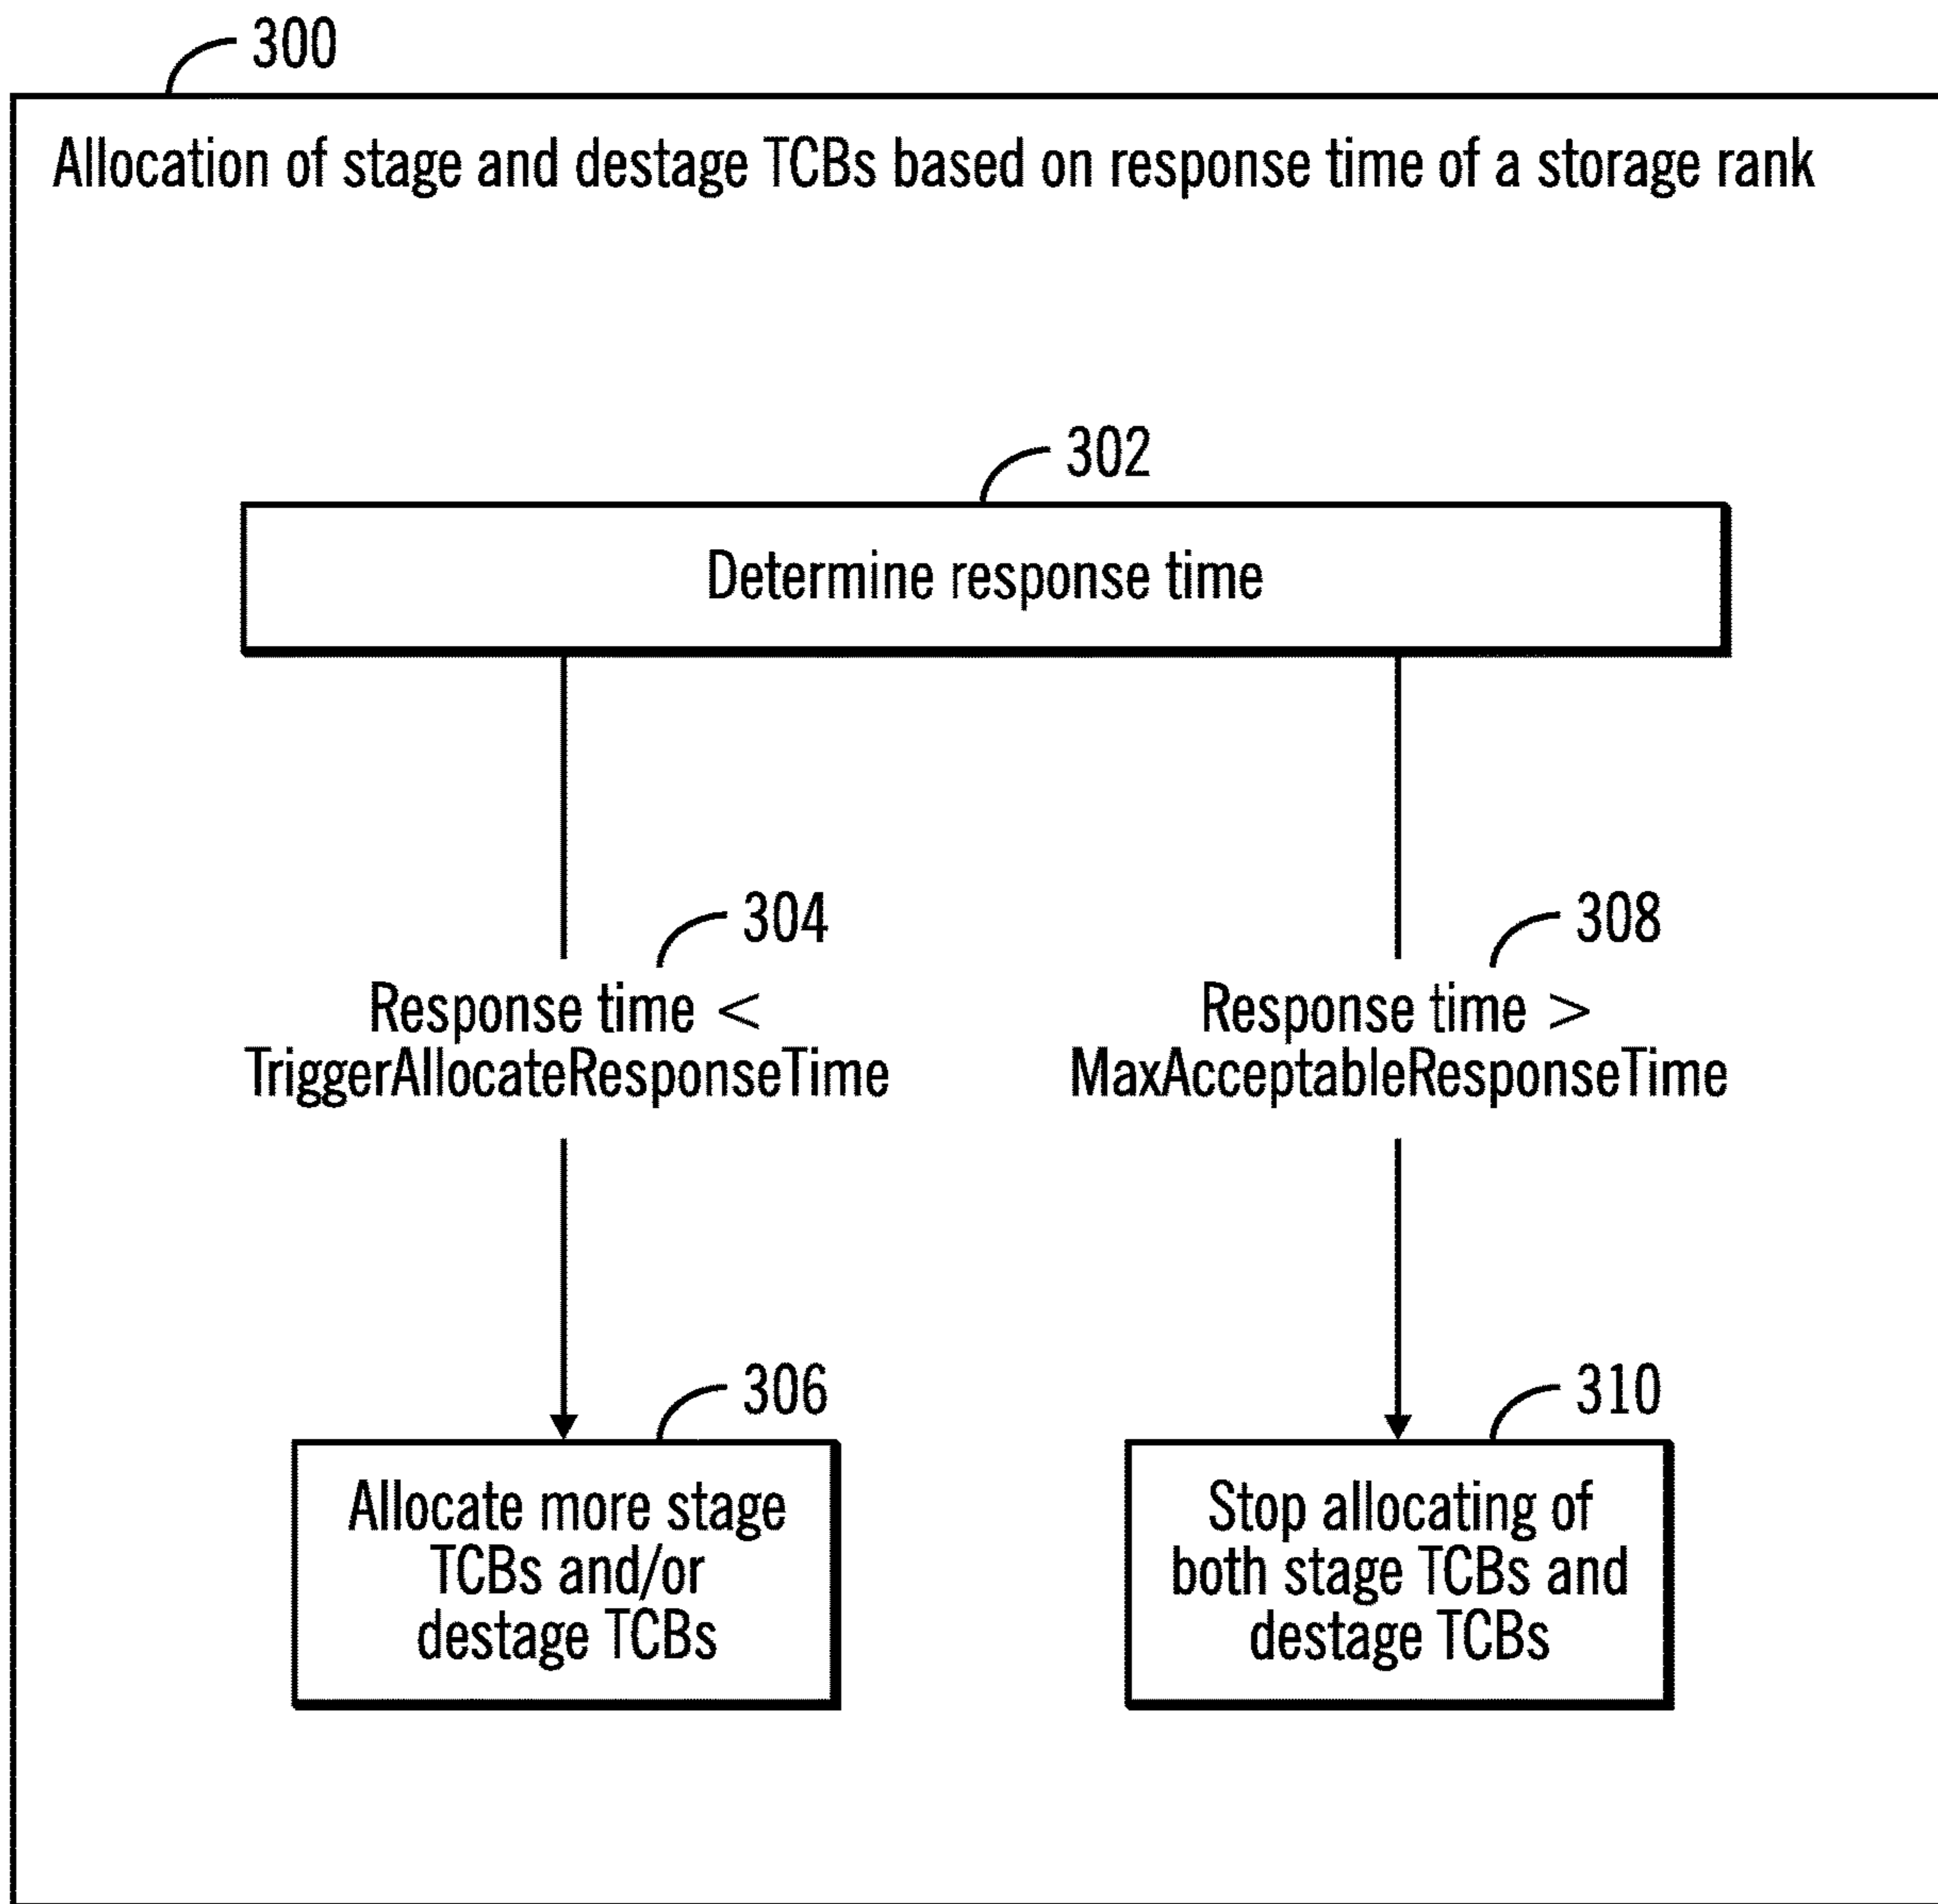 300
Allocation of stage and destage TCBs based on response time of a storage rank
302
Determine response time
304
Response time <
TriggerAllocateResponseTime
308
Response time >
MaxAcceptableResponseTime
306
Allocate more stage
TCBs and/or
destage TCBs
310
Stop allocating of
both stage TCBs and
destage TCBs